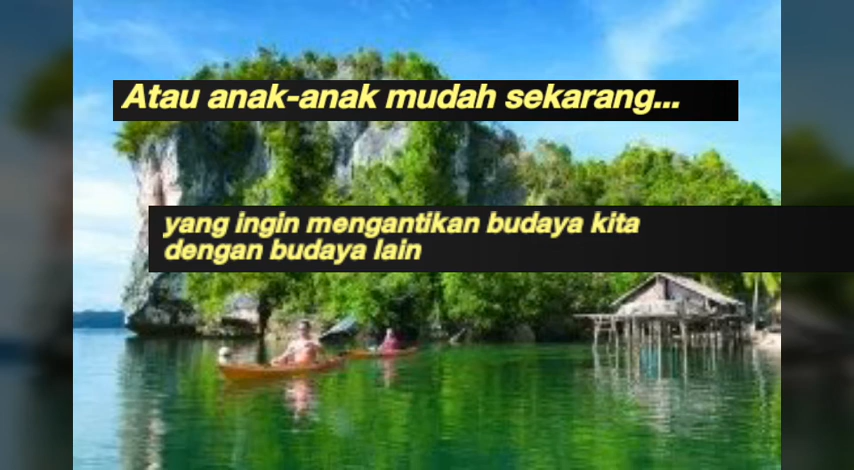 Atau anak-anak mudah sekarang...
yang ingin mengantikan budaya kita
dengan budaya lain